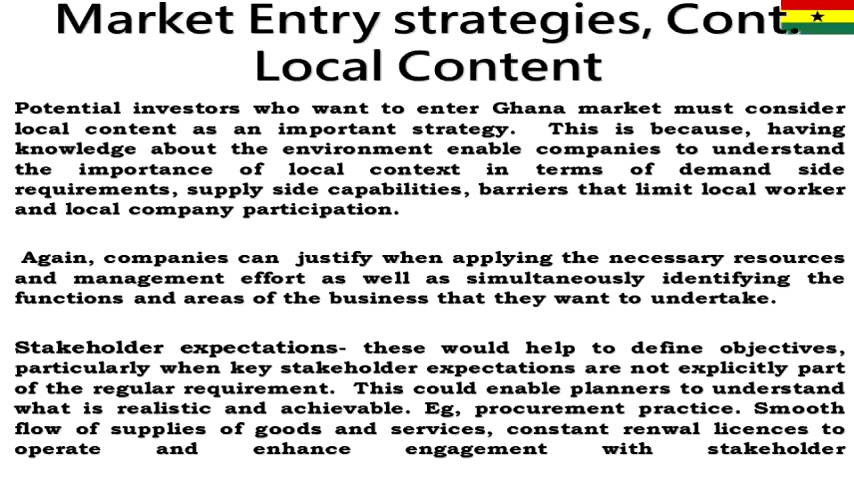 Market Entry strategies, Cont.
Local Content
Potential investors who want to enter Ghana market must consider
local content as an important strategy. This is because, having
knowledge about the environment enable companies to understand
the importance of local context in terms of demand side
requirements, supply side capabilities, barriers that limit local worker
and local company participation.
Again, companies can justify when applying the necessary resources
and management effort as well as simultaneously identifying the
functions and areas of the business that they want to undertake.
Stakeholder expectations- these would help to define objectives,
particularly when key stakeholder expectations are not explicitly part
of the regular requirement. This could enable planners to understand
what is realistic and achievable. Eg, procurement practice. Smooth
flow of supplies of goods and services, constant renwal licences to
operate and enhance engagement with stakeholder